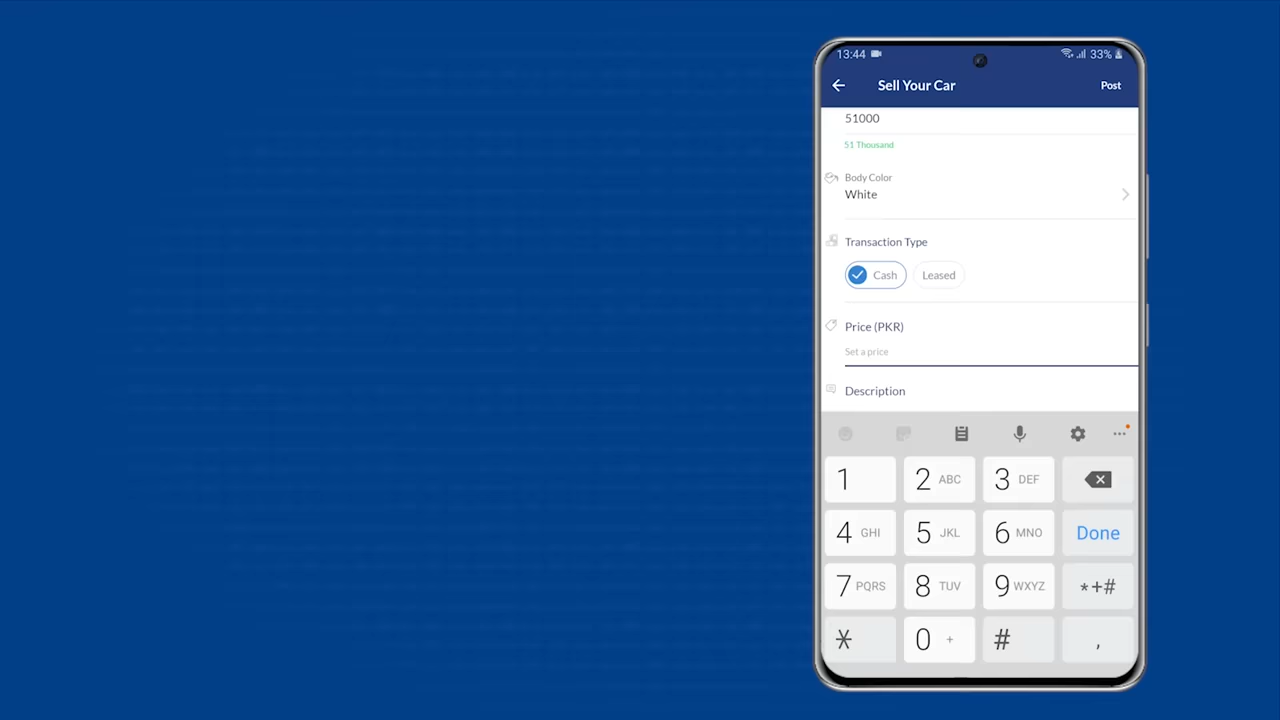 13:44 33%
Sell Your Car Post
51000
51 Thousand
Body Color
White
Transaction Type
Cash Leased
Price (PKR)
Set a price
Description
1 2 ABC 3 DEF
4 GHI 5 JKL 6 MNO Done
7 PQRS 8 TUV 9 WXYZ *+#
* 0 + # ,